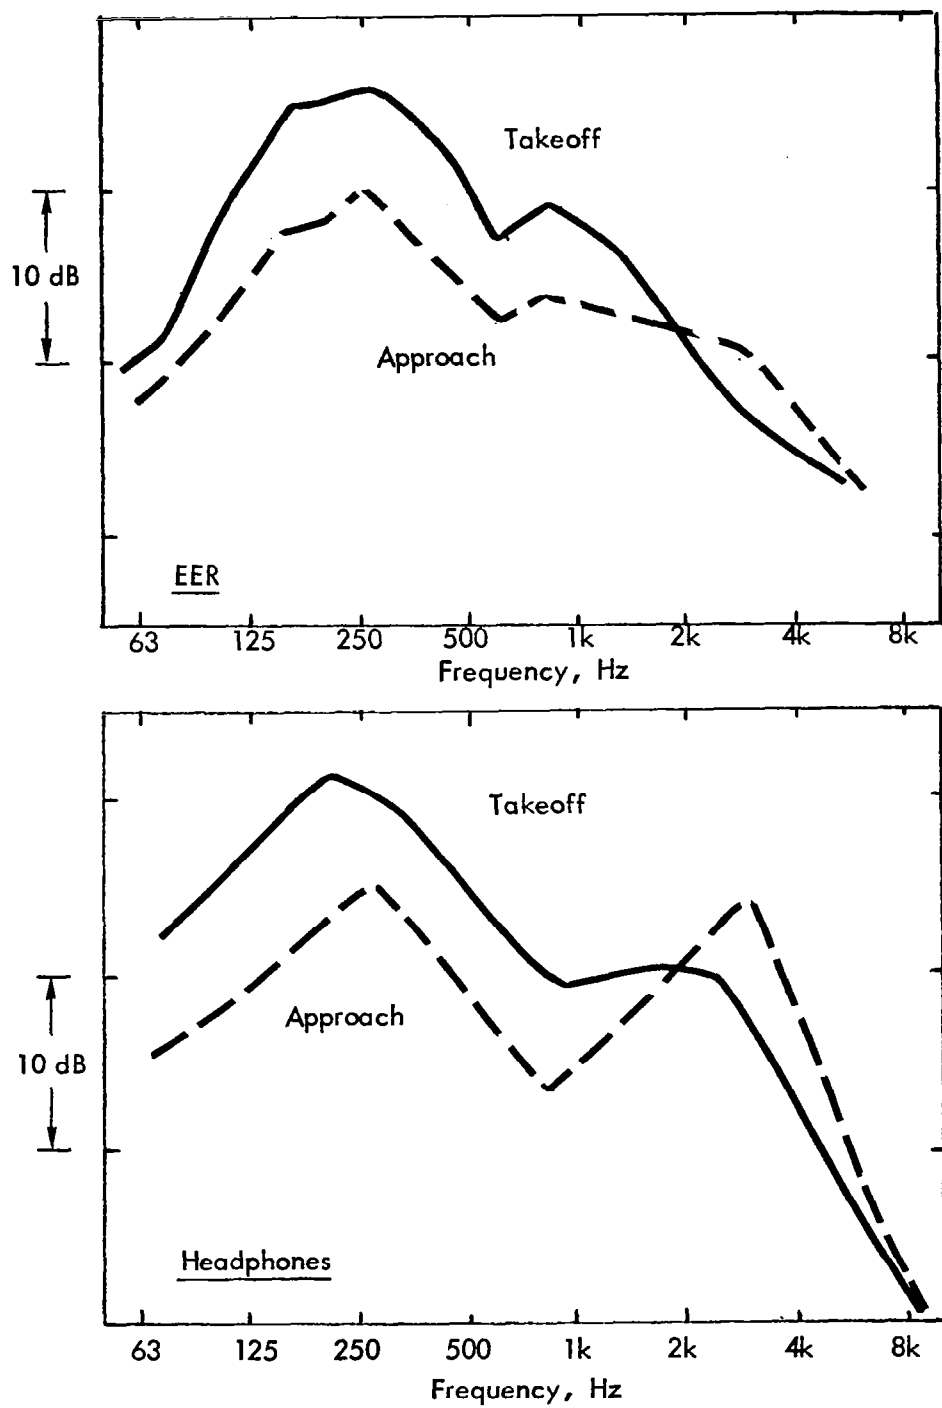 Takeoff
10 dB
Approach
EER
63 125 250 500 1k 2k 4k 8k
Frequency, Hz
Takeoff
Approach
10 dB
Headphones
63 125 250 500 1k 2k 4k 8k
Frequency, Hz